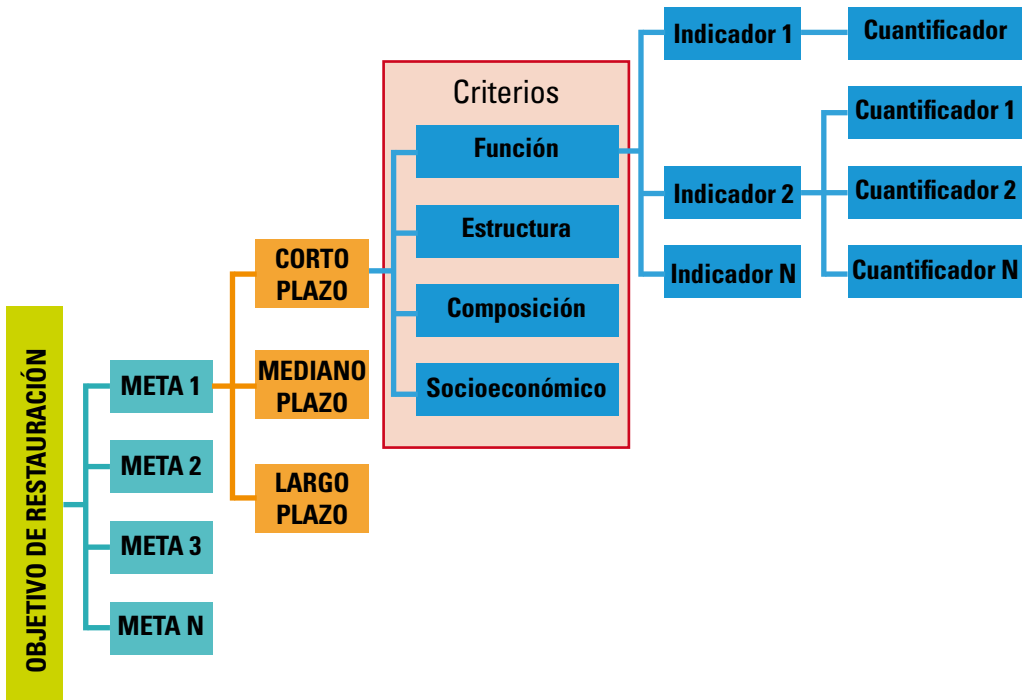 OBJETIVO DE RESTAURACIÓN
META 1
META 2
META 3
META N
CORTO
PLAZO
MEDIANO
PLAZO
LARGO
PLAZO
Criterios
Función
Estructura
Composición
Socioeconómico
Indicador 1
Indicador 2
Indicador N
Cuantificador
Cuantificador 1
Cuantificador 2
Cuantificador N